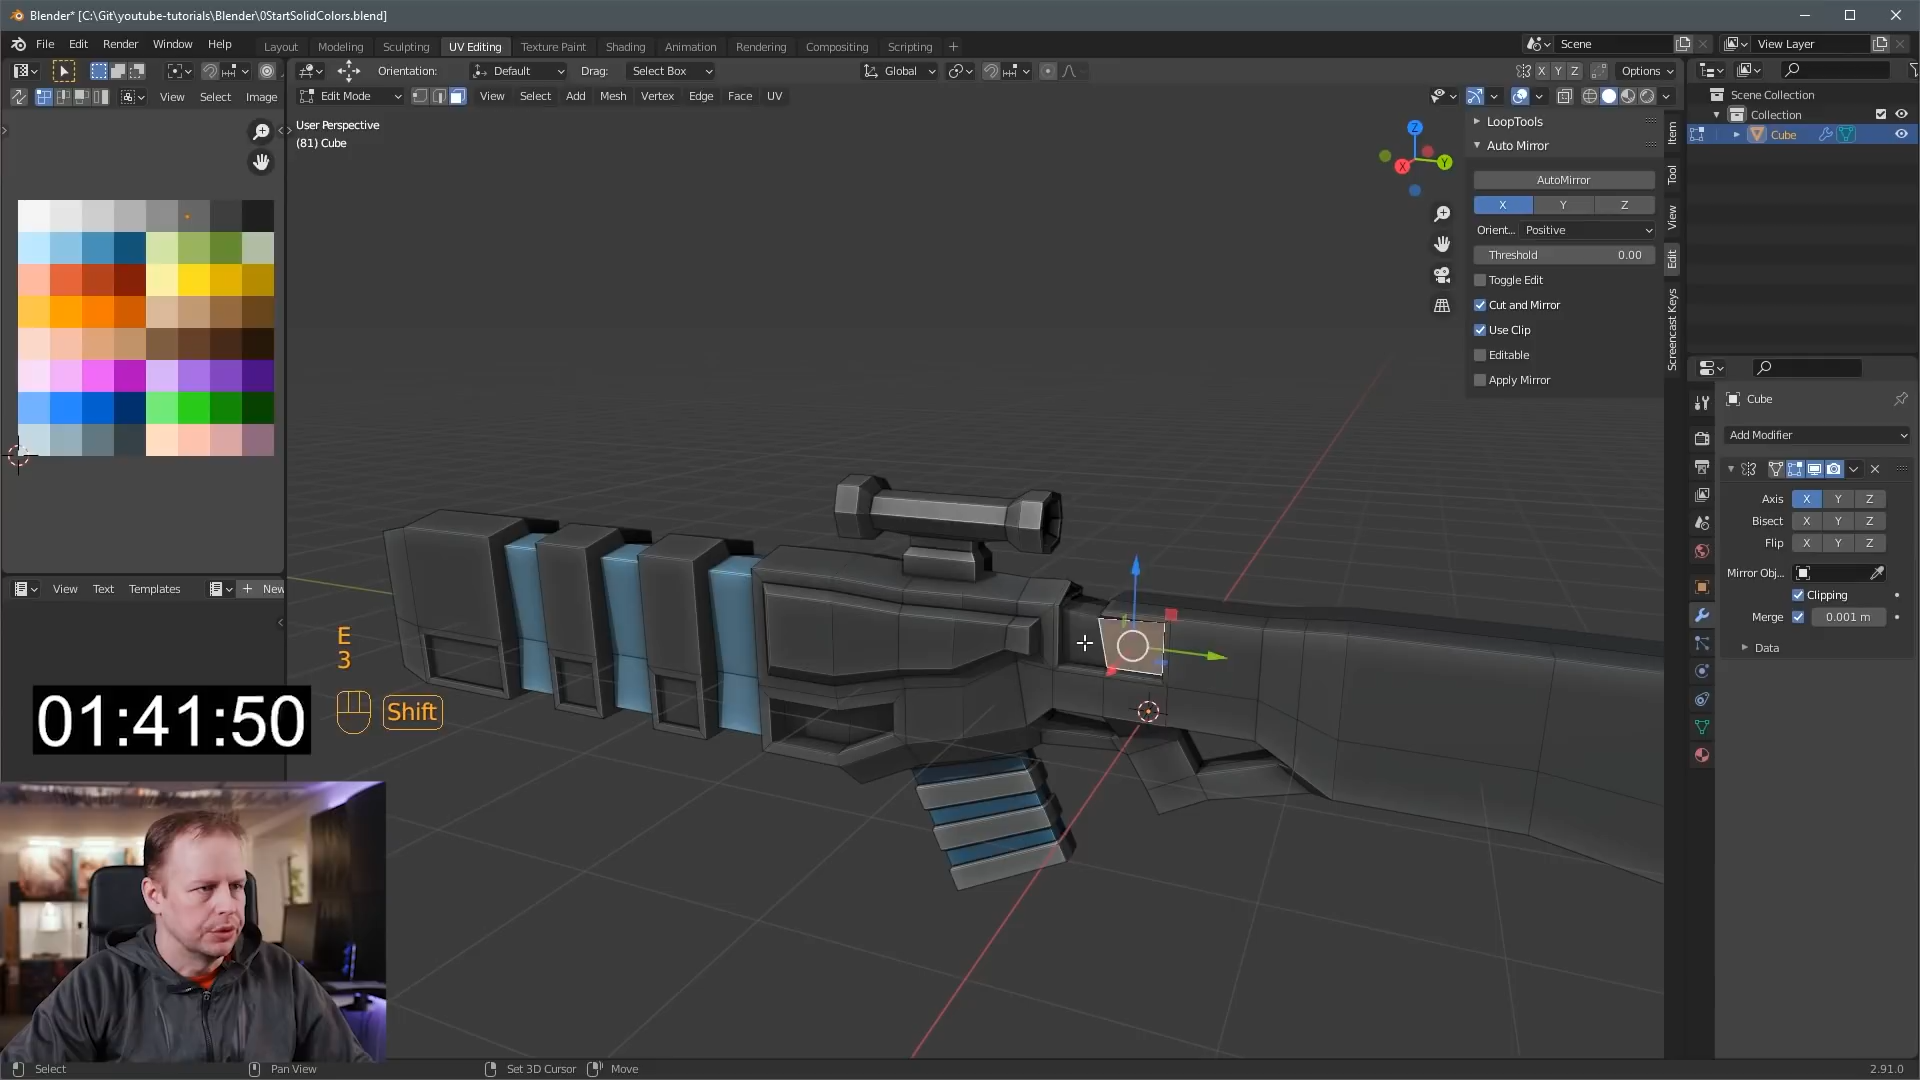 Blender* [C:\Git\youtube-tutorials\Blender\0StartSolidColors.blend]
File Edit Render Window Help
Layout Modeling Sculpting UV Editing Texture Paint Shading Animation Rendering Compositing Scripting +
Scene
View Layer
Orientation: Default Drag: Select Box
Global
X Y Z Options
View Select Image
Edit Mode View Select Add Mesh Vertex Edge Face UV
User Perspective
(81) Cube
Z
X
Y
LoopTools
Auto Mirror
AutoMirror
X Y Z
Orient... Positive
Threshold 0.00
Toggle Edit
Cut and Mirror
Use Clip
Editable
Apply Mirror
Item
Tool
View
Edit
Screencast Keys
Scene Collection
Collection
Cube
Cube
Add Modifier
Axis X Y Z
Bisect X Y Z
Flip X Y Z
Mirror Obj...
Clipping
Merge 0.001 m
Data
View Text Templates + New
E
3
Shift
01:41:50
Select Pan View Set 3D Cursor Move 2.91.0